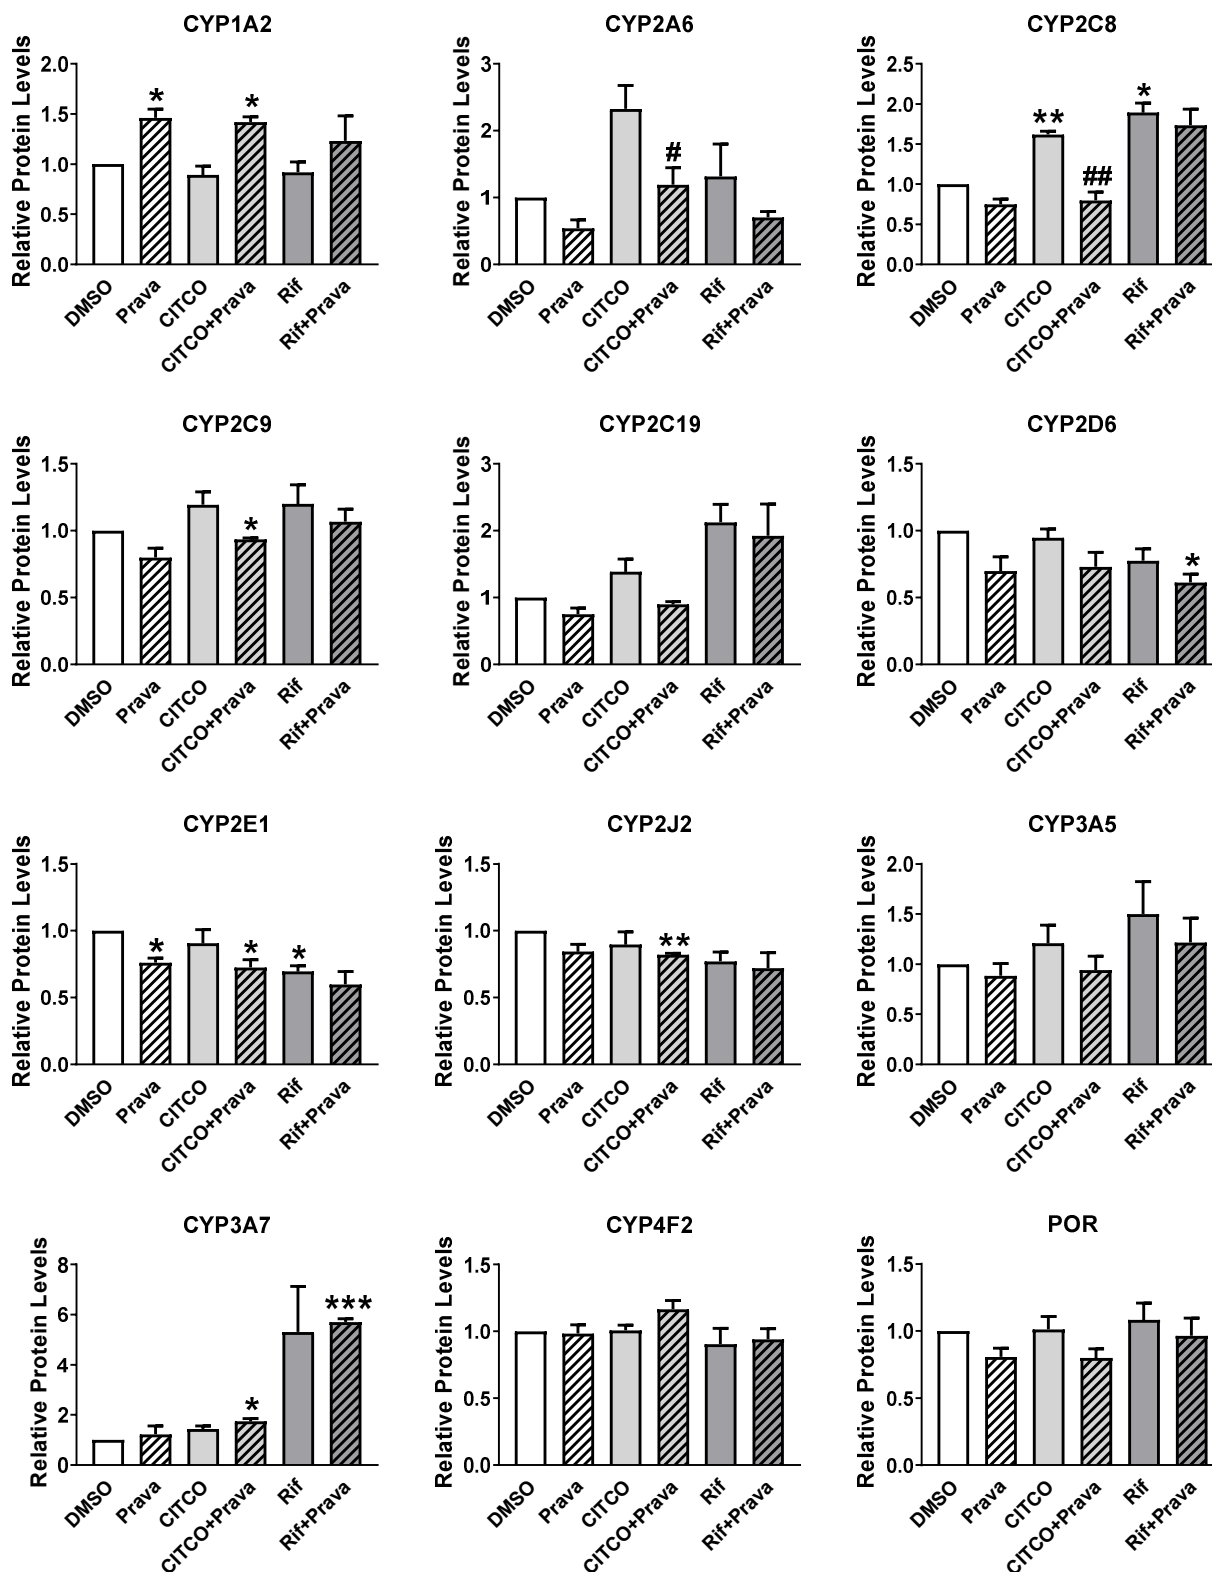 CYP1A2
Relative Protein Levels
2.0
1.5
1.0
0.5
0.0
* *
DMSO
Prava
CITCO
CITCO+Prava
Rif
Rif+Prava
CYP2A6
Relative Protein Levels
3
2
1
0
#
DMSO
Prava
CITCO
CITCO+Prava
Rif
Rif+Prava
CYP2C8
Relative Protein Levels
2.5
2.0
1.5
1.0
0.5
0.0
** ## *
DMSO
Prava
CITCO
CITCO+Prava
Rif
Rif+Prava
CYP2C9
Relative Protein Levels
1.5
1.0
0.5
0.0
*
DMSO
Prava
CITCO
CITCO+Prava
Rif
Rif+Prava
CYP2C19
Relative Protein Levels
3
2
1
0
DMSO
Prava
CITCO
CITCO+Prava
Rif
Rif+Prava
CYP2D6
Relative Protein Levels
1.5
1.0
0.5
0.0
*
DMSO
Prava
CITCO
CITCO+Prava
Rif
Rif+Prava
CYP2E1
Relative Protein Levels
1.5
1.0
0.5
0.0
* * *
DMSO
Prava
CITCO
CITCO+Prava
Rif
Rif+Prava
CYP2J2
Relative Protein Levels
1.5
1.0
0.5
0.0
**
DMSO
Prava
CITCO
CITCO+Prava
Rif
Rif+Prava
CYP3A5
Relative Protein Levels
2.0
1.5
1.0
0.5
0.0
DMSO
Prava
CITCO
CITCO+Prava
Rif
Rif+Prava
CYP3A7
Relative Protein Levels
8
6
4
2
0
* ***
DMSO
Prava
CITCO
CITCO+Prava
Rif
Rif+Prava
CYP4F2
Relative Protein Levels
1.5
1.0
0.5
0.0
DMSO
Prava
CITCO
CITCO+Prava
Rif
Rif+Prava
POR
Relative Protein Levels
1.5
1.0
0.5
0.0
DMSO
Prava
CITCO
CITCO+Prava
Rif
Rif+Prava